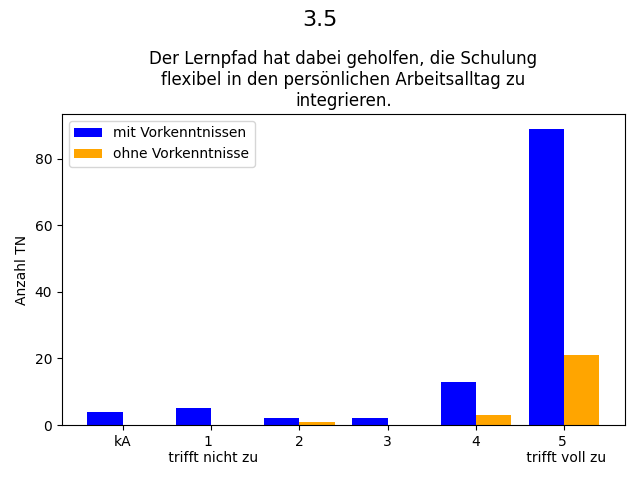 3.5
Der Lernpfad hat dabei geholfen, die Schulung
flexibel in den persönlichen Arbeitsalltag zu
integrieren.
mit Vorkenntnissen
ohne Vorkenntnisse
Anzahl TN
80
60
40
20
0
kA 1 2 3 4 5
trifft nicht zu trifft voll zu